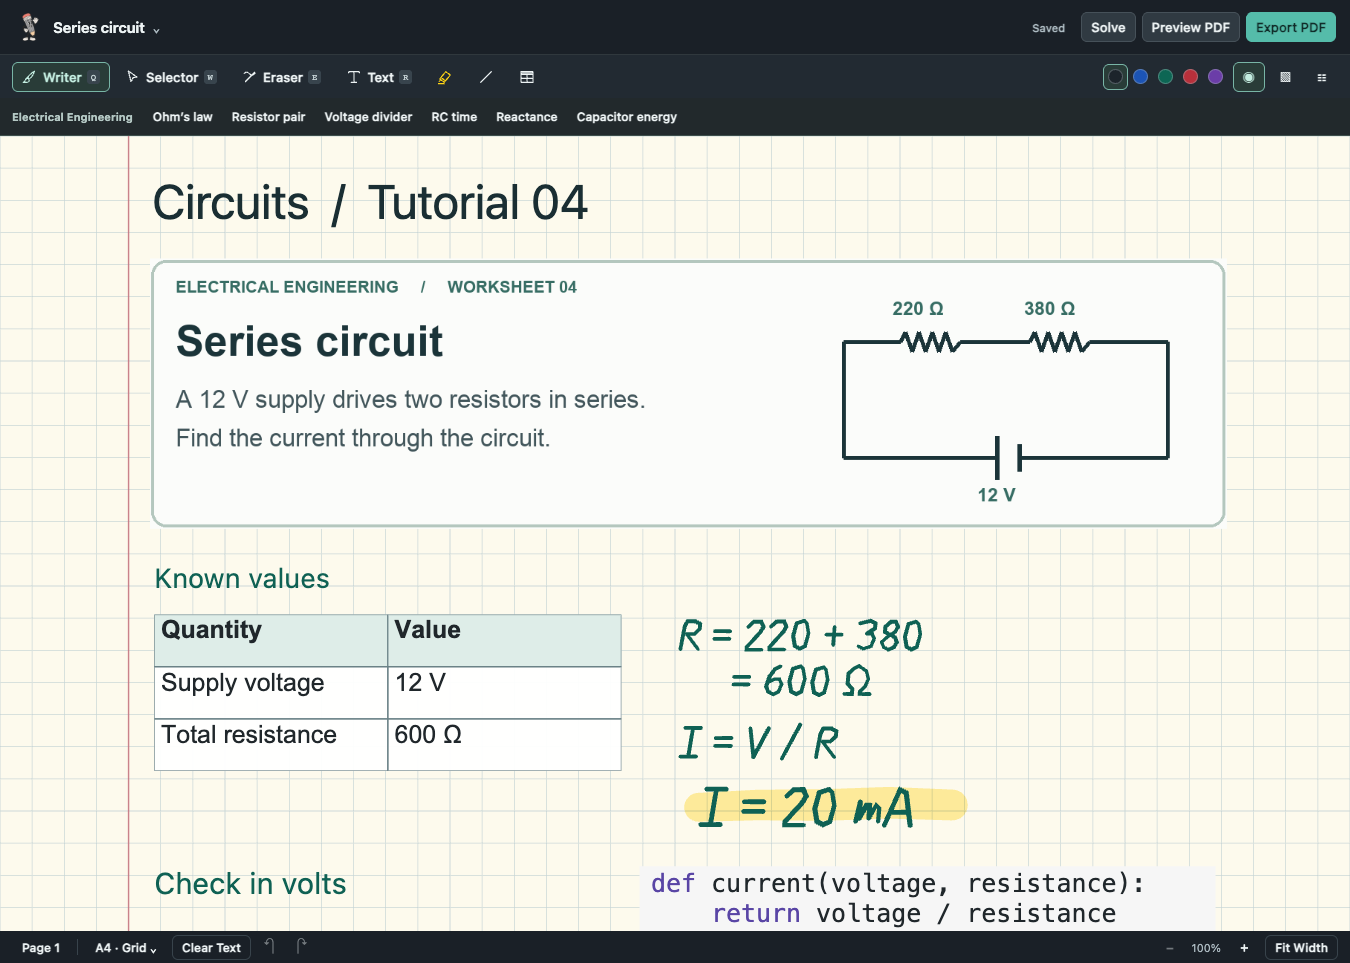 Series circuit
Saved
Solve
Preview PDF
Export PDF
Writer Q
Selector W
Eraser E
Text R
Electrical Engineering
Ohm's law
Resistor pair
Voltage divider
RC time
Reactance
Capacitor energy
Circuits / Tutorial 04
ELECTRICAL ENGINEERING / WORKSHEET 04
Series circuit
A 12 V supply drives two resistors in series.
Find the current through the circuit.
220 Ω
380 Ω
12 V
Known values
Quantity Value
Supply voltage 12 V
Total resistance 600 Ω
R = 220 + 380
= 600 Ω
I = V / R
I = 20 mA
Check in volts
def current(voltage, resistance):
return voltage / resistance
Page 1
A4 · Grid
Clear Text
− 100% +
Fit Width